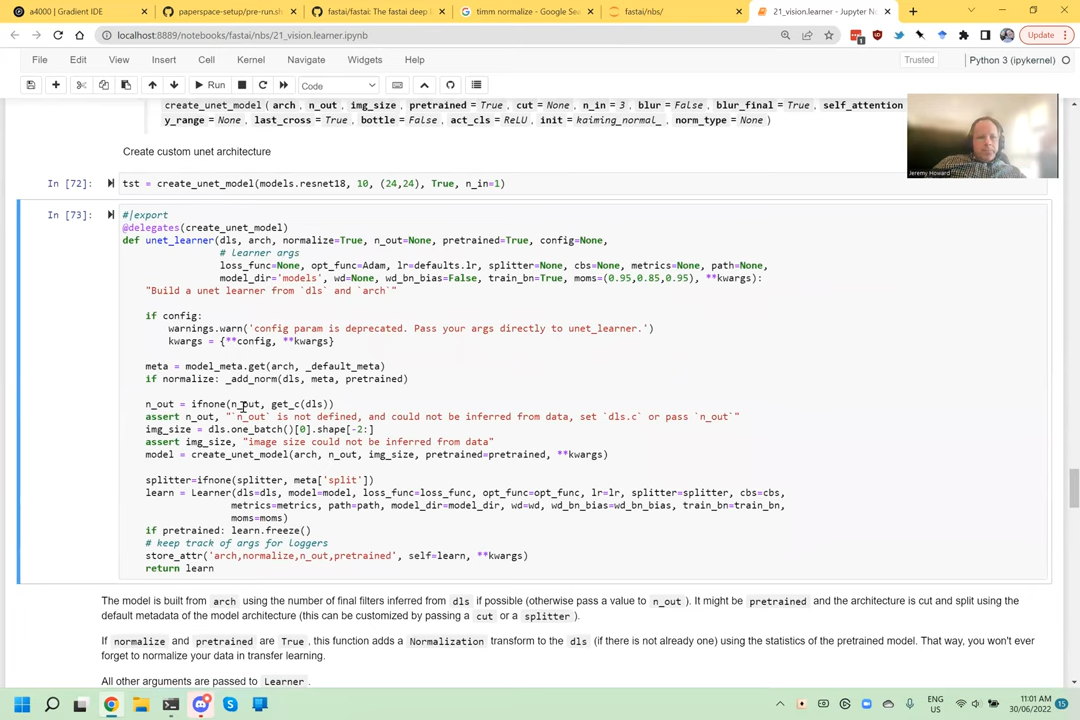 a4000 | Gradient IDE
paperspace-setup/pre-run.sh
fastai/fastai: The fastai deep l
timm normalize - Google Sea
fastai/nbs/
21_vision.learner - Jupyter Not
localhost:8889/notebooks/fastai/nbs/21_vision.learner.ipynb
Update
File Edit View Insert Cell Kernel Navigate Widgets Help
Trusted
Python 3 (ipykernel)
Run
Code
create_unet_model ( arch , n_out , img_size , pretrained = True , cut = None , n_in = 3 , blur = False , blur_final = True , self_attention
y_range = None , last_cross = True , bottle = False , act_cls = ReLU , init = kaiming_normal_ , norm_type = None )
Jeremy Howard
Create custom unet architecture
In [72]: tst = create_unet_model(models.resnet18, 10, (24,24), True, n_in=1)
In [73]: #|export
@delegates(create_unet_model)
def unet_learner(dls, arch, normalize=True, n_out=None, pretrained=True, config=None,
# learner args
loss_func=None, opt_func=Adam, lr=defaults.lr, splitter=None, cbs=None, metrics=None, path=None,
model_dir='models', wd=None, wd_bn_bias=False, train_bn=True, moms=(0.95,0.85,0.95), **kwargs):
"Build a unet learner from `dls` and `arch`"
if config:
warnings.warn('config param is deprecated. Pass your args directly to unet_learner.')
kwargs = {**config, **kwargs}
meta = model_meta.get(arch, _default_meta)
if normalize: _add_norm(dls, meta, pretrained)
n_out = ifnone(n_out, get_c(dls))
assert n_out, "`n_out` is not defined, and could not be inferred from data, set `dls.c` or pass `n_out`"
img_size = dls.one_batch()[0].shape[-2:]
assert img_size, "image size could not be inferred from data"
model = create_unet_model(arch, n_out, img_size, pretrained=pretrained, **kwargs)
splitter=ifnone(splitter, meta['split'])
learn = Learner(dls=dls, model=model, loss_func=loss_func, opt_func=opt_func, lr=lr, splitter=splitter, cbs=cbs,
metrics=metrics, path=path, model_dir=model_dir, wd=wd, wd_bn_bias=wd_bn_bias, train_bn=train_bn,
moms=moms)
if pretrained: learn.freeze()
# keep track of args for loggers
store_attr('arch,normalize,n_out,pretrained', self=learn, **kwargs)
return learn
The model is built from arch using the number of final filters inferred from dls if possible (otherwise pass a value to n_out ). It might be pretrained and the architecture is cut and split using the
default metadata of the model architecture (this can be customized by passing a cut or a splitter ).
If normalize and pretrained are True , this function adds a Normalization transform to the dls (if there is not already one) using the statistics of the pretrained model. That way, you won't ever
forget to normalize your data in transfer learning.
All other arguments are passed to Learner .
ENG
US
11:01 AM
30/06/2022
15